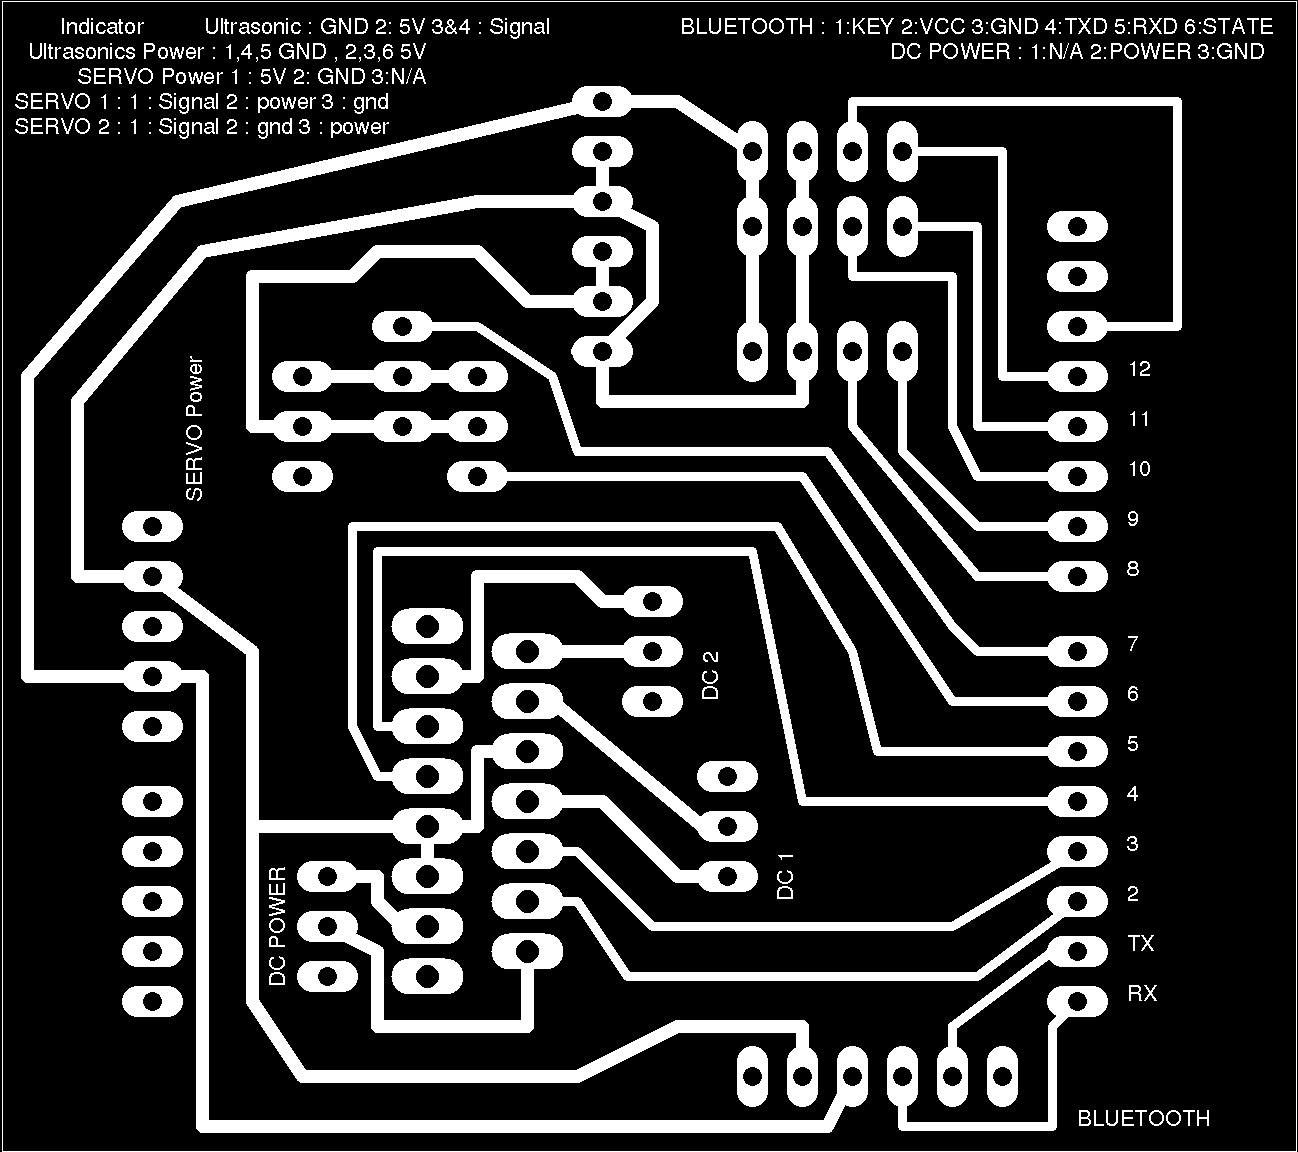 Indicator Ultrasonic : GND 2: 5V 3&4 : Signal
Ultrasonics Power : 1,4,5 GND , 2,3,6 5V
SERVO Power 1 : 5V 2: GND 3:N/A
SERVO 1 : 1 : Signal 2 : power 3 : gnd
SERVO 2 : 1 : Signal 2 : gnd 3 : power
BLUETOOTH : 1:KEY 2:VCC 3:GND 4:TXD 5:RXD 6:STATE
DC POWER : 1:N/A 2:POWER 3:GND
SERVO Power
12
11
10
9
8
7
6
5
4
3
2
TX
RX
DC 2
DC 1
DC POWER
BLUETOOTH